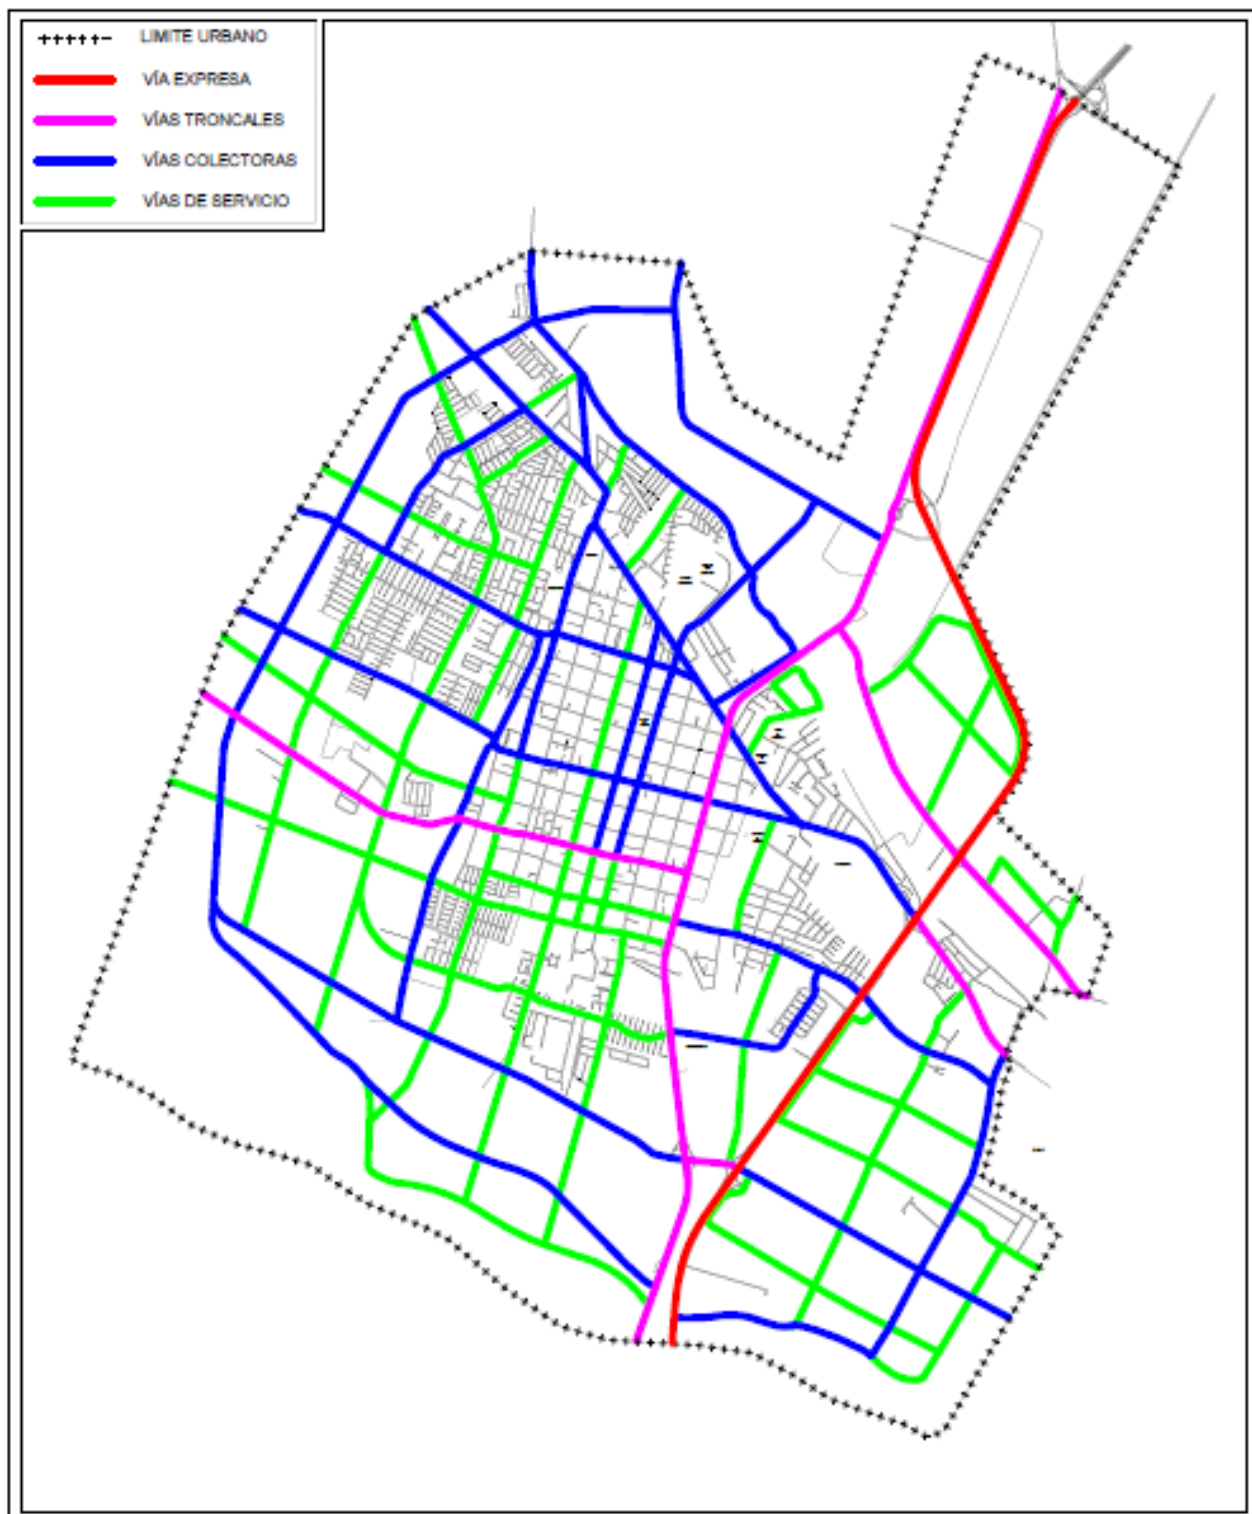 LIMITE URBANO
VÍA EXPRESA
VÍAS TRONCALES
VÍAS COLECTORAS
VÍAS DE SERVICIO